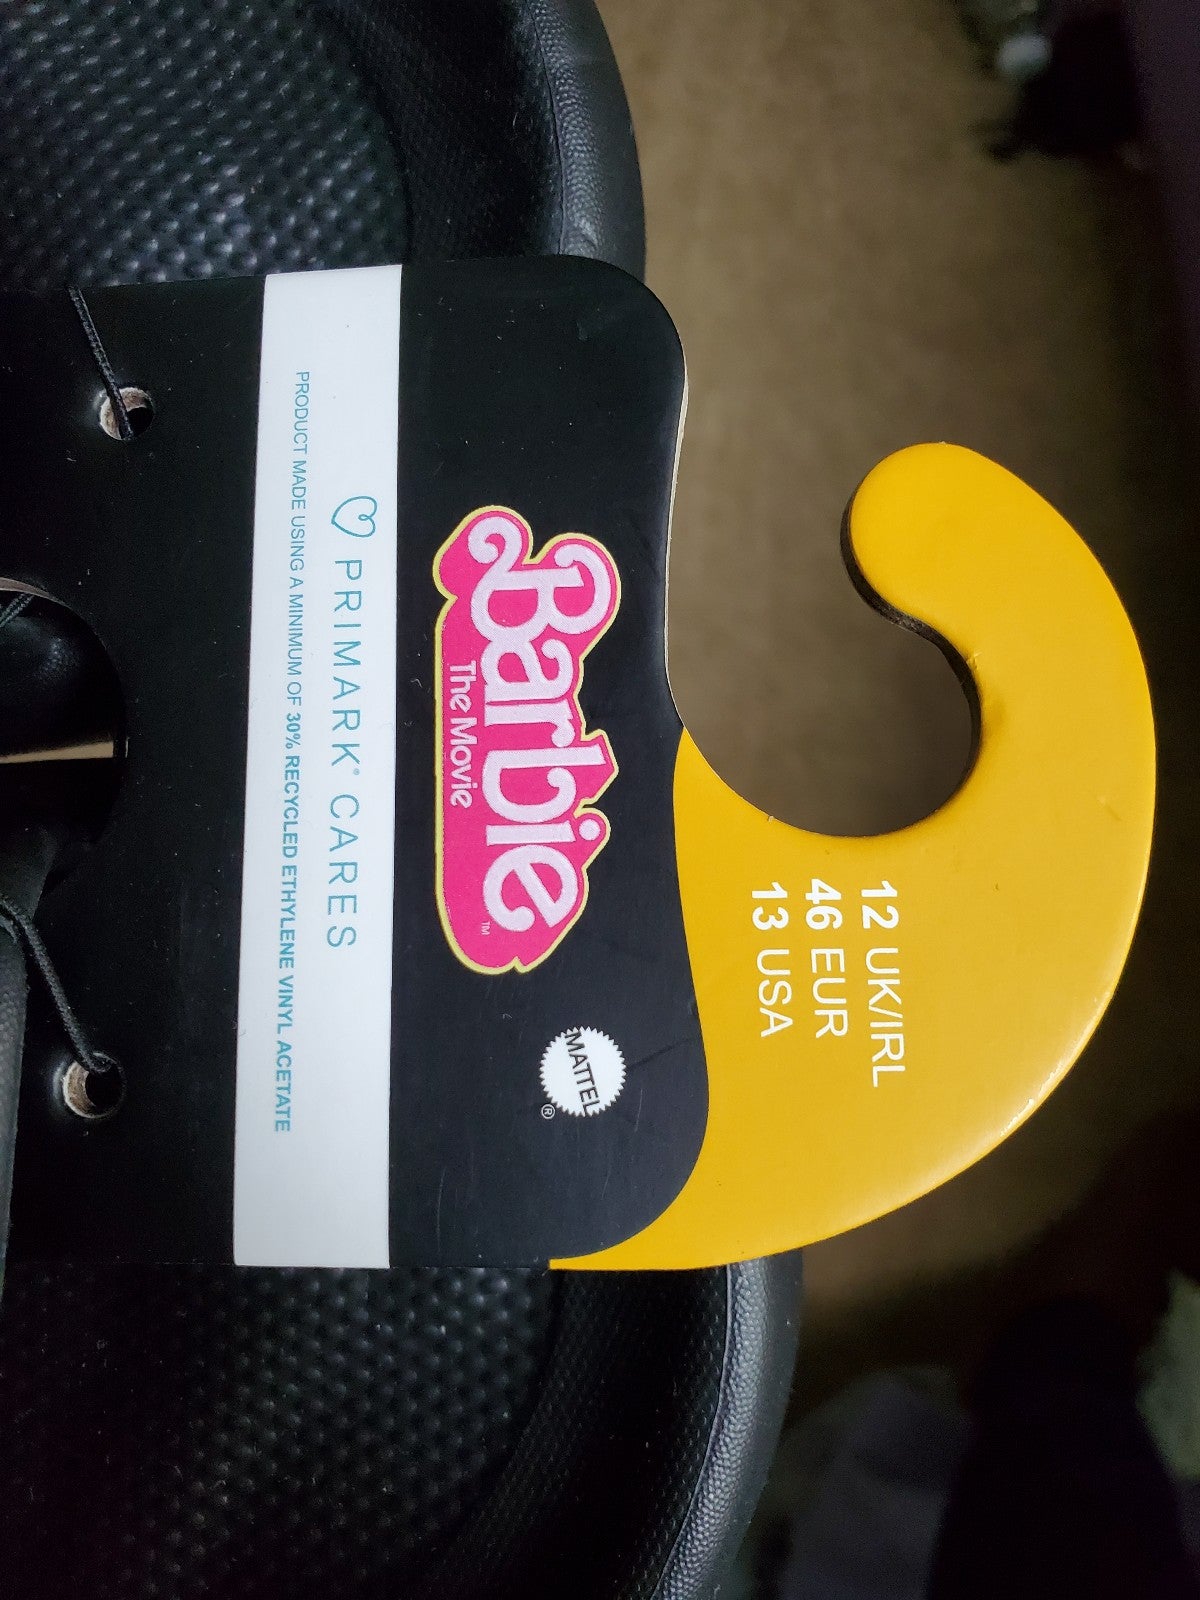 12 UK/IRL
46 EUR
13 USA
MATTEL®
Barbie™
The Movie
PRIMARK® CARES
PRODUCT MADE USING A MINIMUM OF 30% RECYCLED ETHYLENE VINYL ACETATE